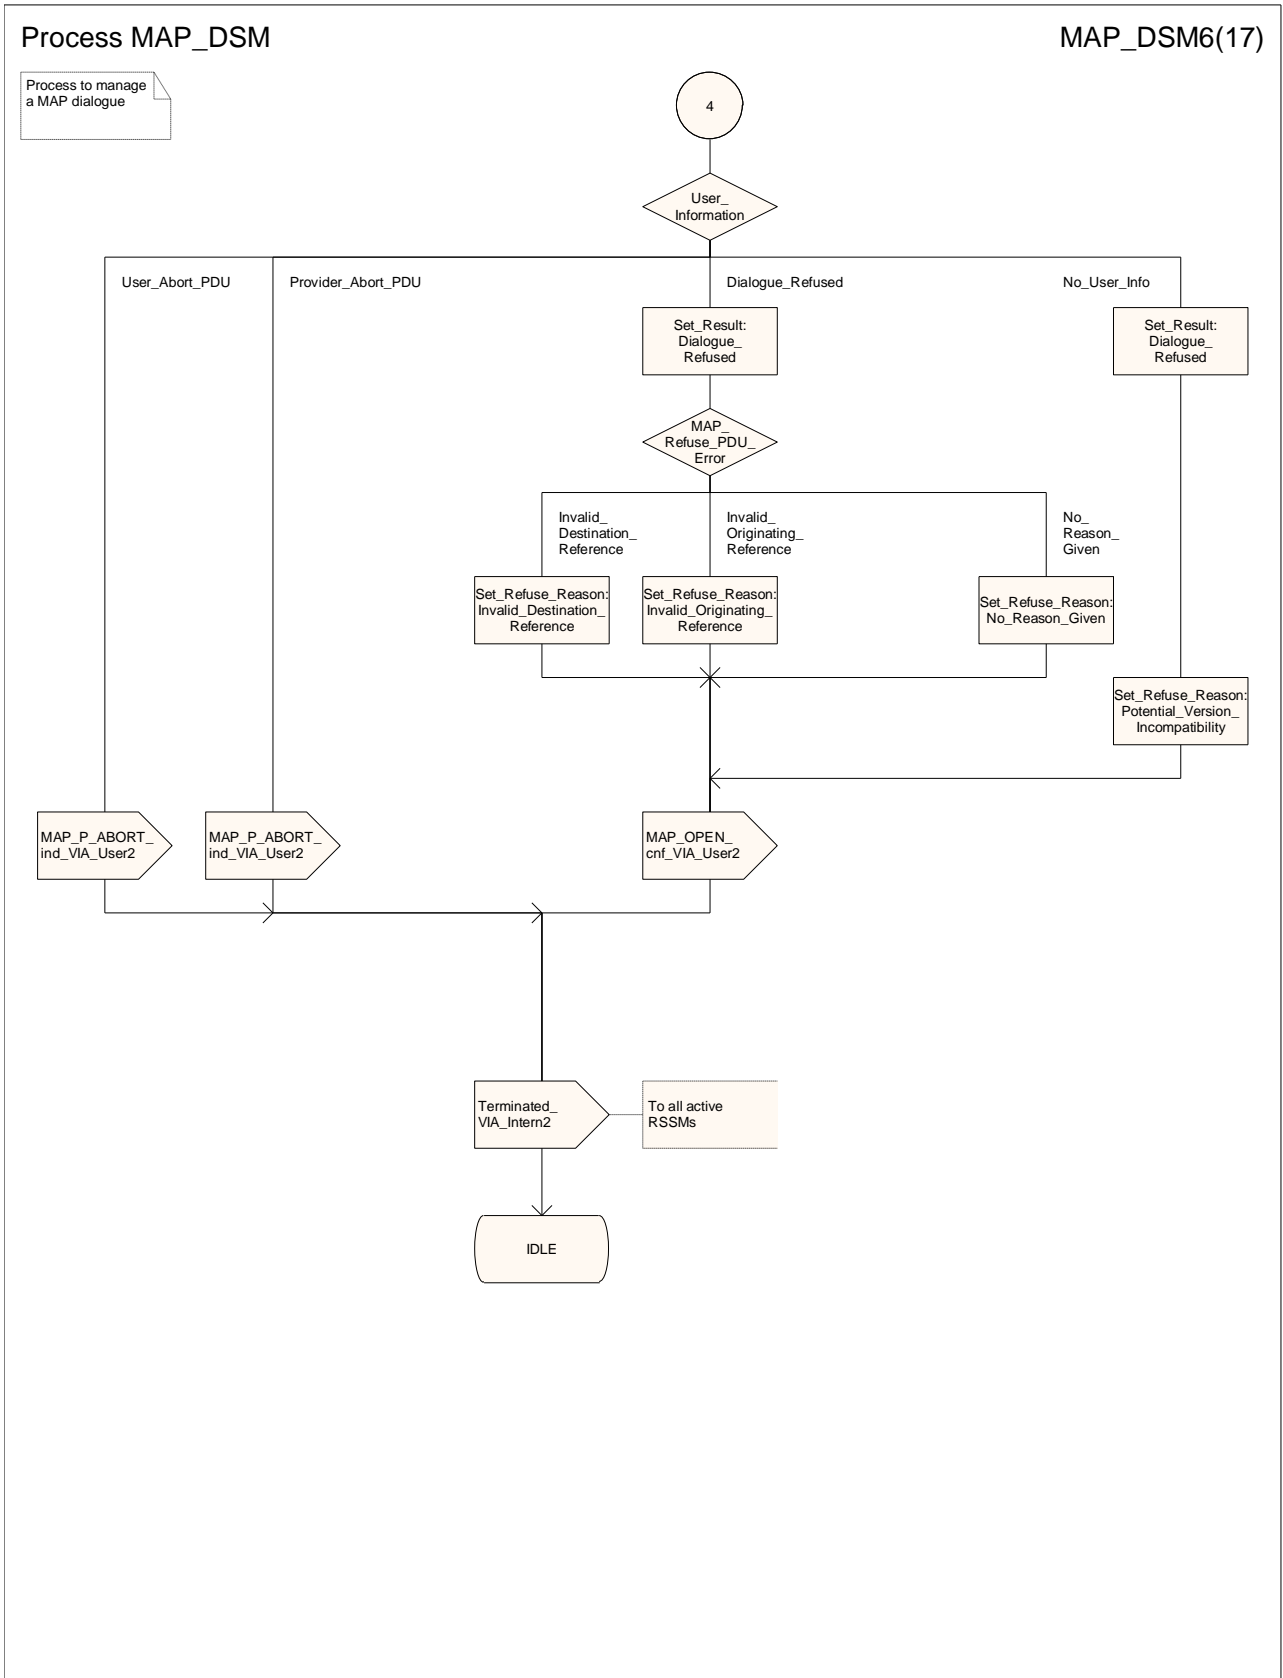 Process MAP_DSM
MAP_DSM6(17)
Process to manage
a MAP dialogue
4
User_
Information
User_Abort_PDU
Provider_Abort_PDU
Dialogue_Refused
No_User_Info
Set_Result:
Dialogue_
Refused
Set_Result:
Dialogue_
Refused
MAP_
Refuse_PDU_
Error
Invalid_
Destination_
Reference
Invalid_
Originating_
Reference
No_
Reason_
Given
Set_Refuse_Reason:
Invalid_Destination_
Reference
Set_Refuse_Reason:
Invalid_Originating_
Reference
Set_Refuse_Reason:
No_Reason_Given
Set_Refuse_Reason:
Potential_Version_
Incompatibility
MAP_P_ABORT_
ind_VIA_User2
MAP_P_ABORT_
ind_VIA_User2
MAP_OPEN_
cnf_VIA_User2
Terminated_
VIA_Intern2
To all active
RSSMs
IDLE